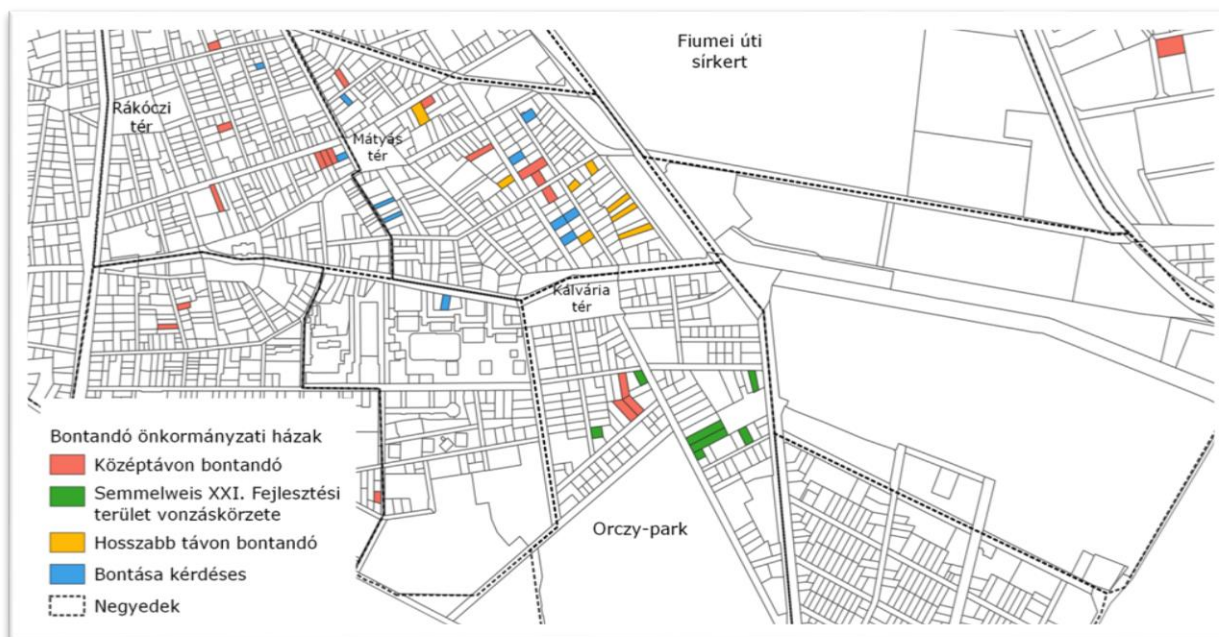 Fiumei úti
sírkert
Rákóczi
tér
Mátyás
tér
Kálvária
tér
Orczy-park
Bontandó önkormányzati házak
Középtávon bontandó
Semmelweis XXI. Fejlesztési
terület vonzáskörzete
Hosszabb távon bontandó
Bontása kérdéses
Negyedek